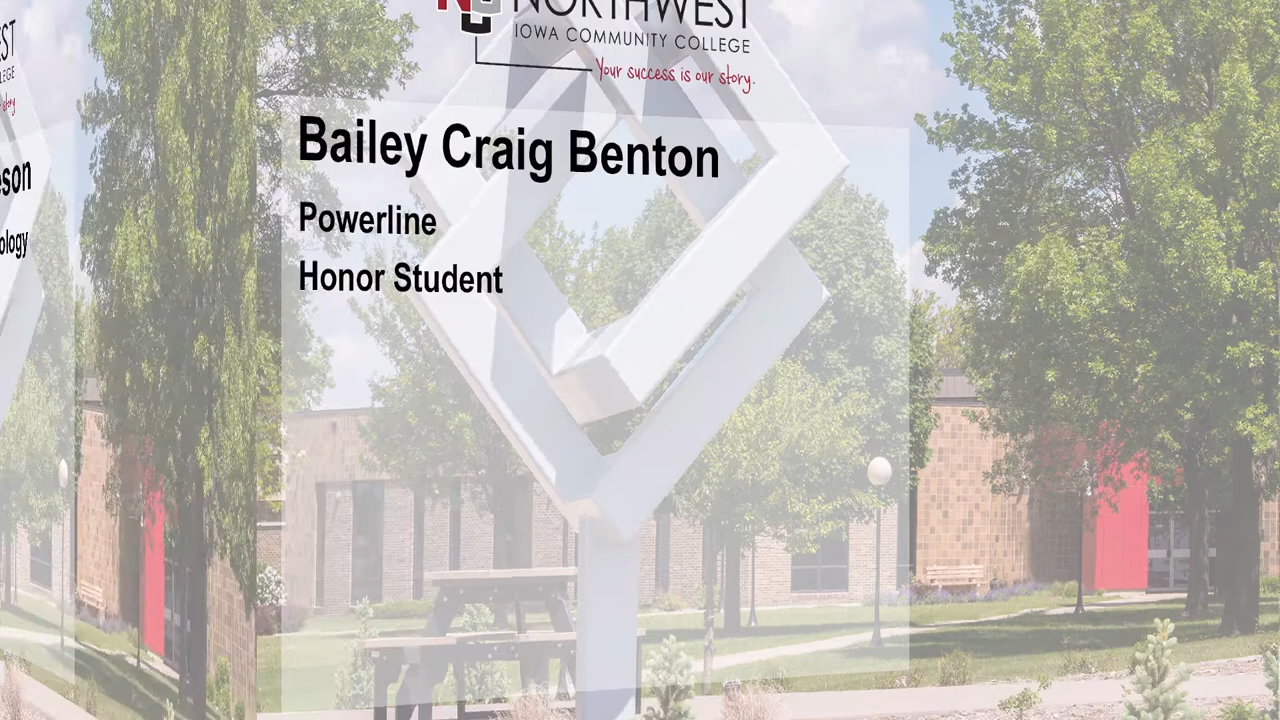 NORTHWEST
IOWA COMMUNITY COLLEGE
Your success is our story.
Bailey Craig Benton
Powerline
Honor Student